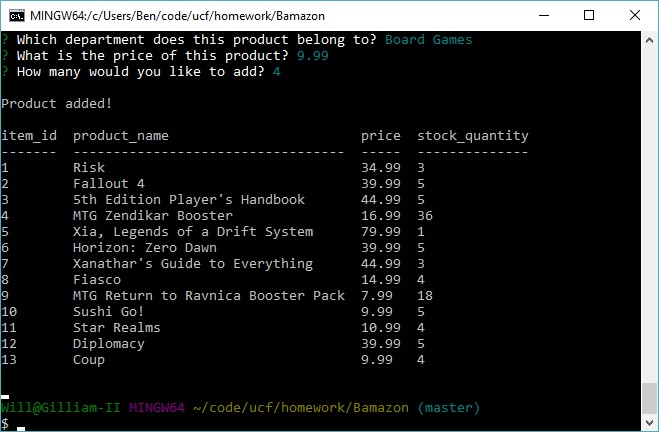 MINGW64:/c/Users/Ben/code/ucf/homework/Bamazon
? Which department does this product belong to? Board Games
? What is the price of this product? 9.99
? How many would you like to add? 4
Product added!
item_id  product_name                       price  stock_quantity
-------  ---------------------------------  -----  --------------
1        Risk                               34.99  3
2        Fallout 4                          39.99  5
3        5th Edition Player's Handbook      44.99  5
4        MTG Zendikar Booster               16.99  36
5        Xia, Legends of a Drift System     79.99  1
6        Horizon: Zero Dawn                 39.99  5
7        Xanathar's Guide to Everything     44.99  3
8        Fiasco                             14.99  4
9        MTG Return to Ravnica Booster Pack  7.99   18
10       Sushi Go!                          9.99   5
11       Star Realms                        10.99  4
12       Diplomacy                          39.99  5
13       Coup                               9.99   4
Will@Gilliam-II MINGW64 ~/code/ucf/homework/Bamazon (master)
$